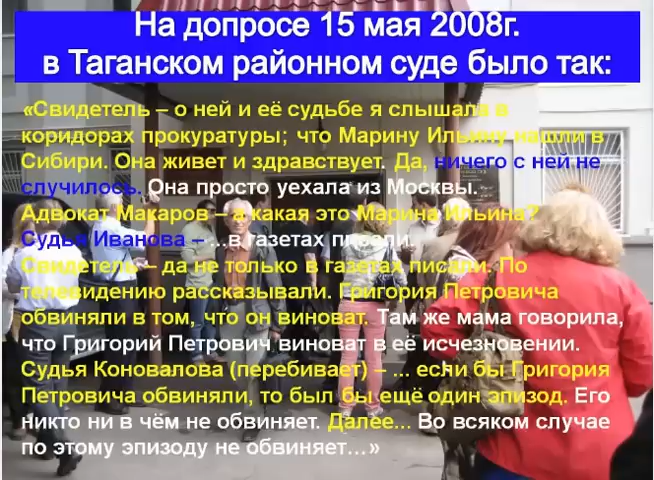 На допросе 15 мая 2008г.
в Таганском районном суде было так:
«Свидетель – о ней и её судьбе я слышала в
коридорах прокуратуры; что Марину Ильину нашли в
Сибири. Она живет и здравствует. Да, ничего с ней не
случилось. Она просто уехала из Москвы.
Адвокат Макаров – а какая это Марина Ильина?
Судья Иванова – ...в газетах писали.
Свидетель – да не только в газетах писали. По
телевидению рассказывали. Григория Петровича
обвиняли в том, что он виноват. Там же мама говорила,
что Григорий Петрович виноват в её исчезновении.
Судья Коновалова (перебивает) – ... если бы Григория
Петровича обвиняли, то был бы ещё один эпизод. Его
никто ни в чём не обвиняет. Далее... Во всяком случае
по этому эпизоду не обвиняет...»